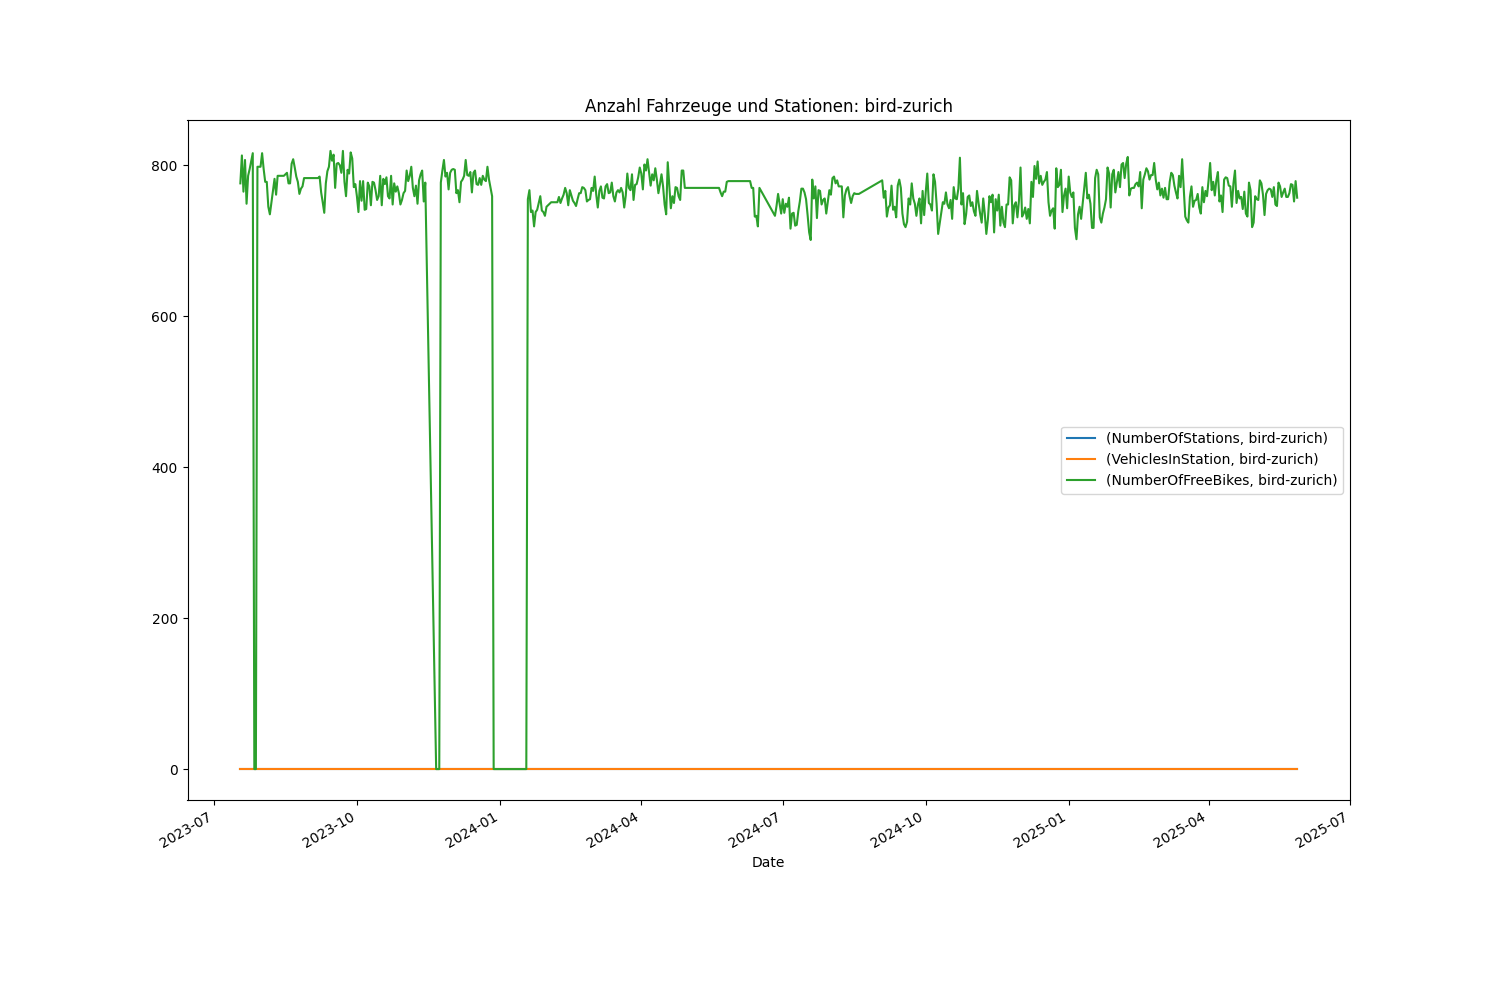 Anzahl Fahrzeuge und Stationen: bird-zurich
800
600
400
200
0
(NumberOfStations, bird-zurich)
(VehiclesInStation, bird-zurich)
(NumberOfFreeBikes, bird-zurich)
2023-07
2023-10
2024-01
2024-04
2024-07
2024-10
2025-01
2025-04
2025-07
Date